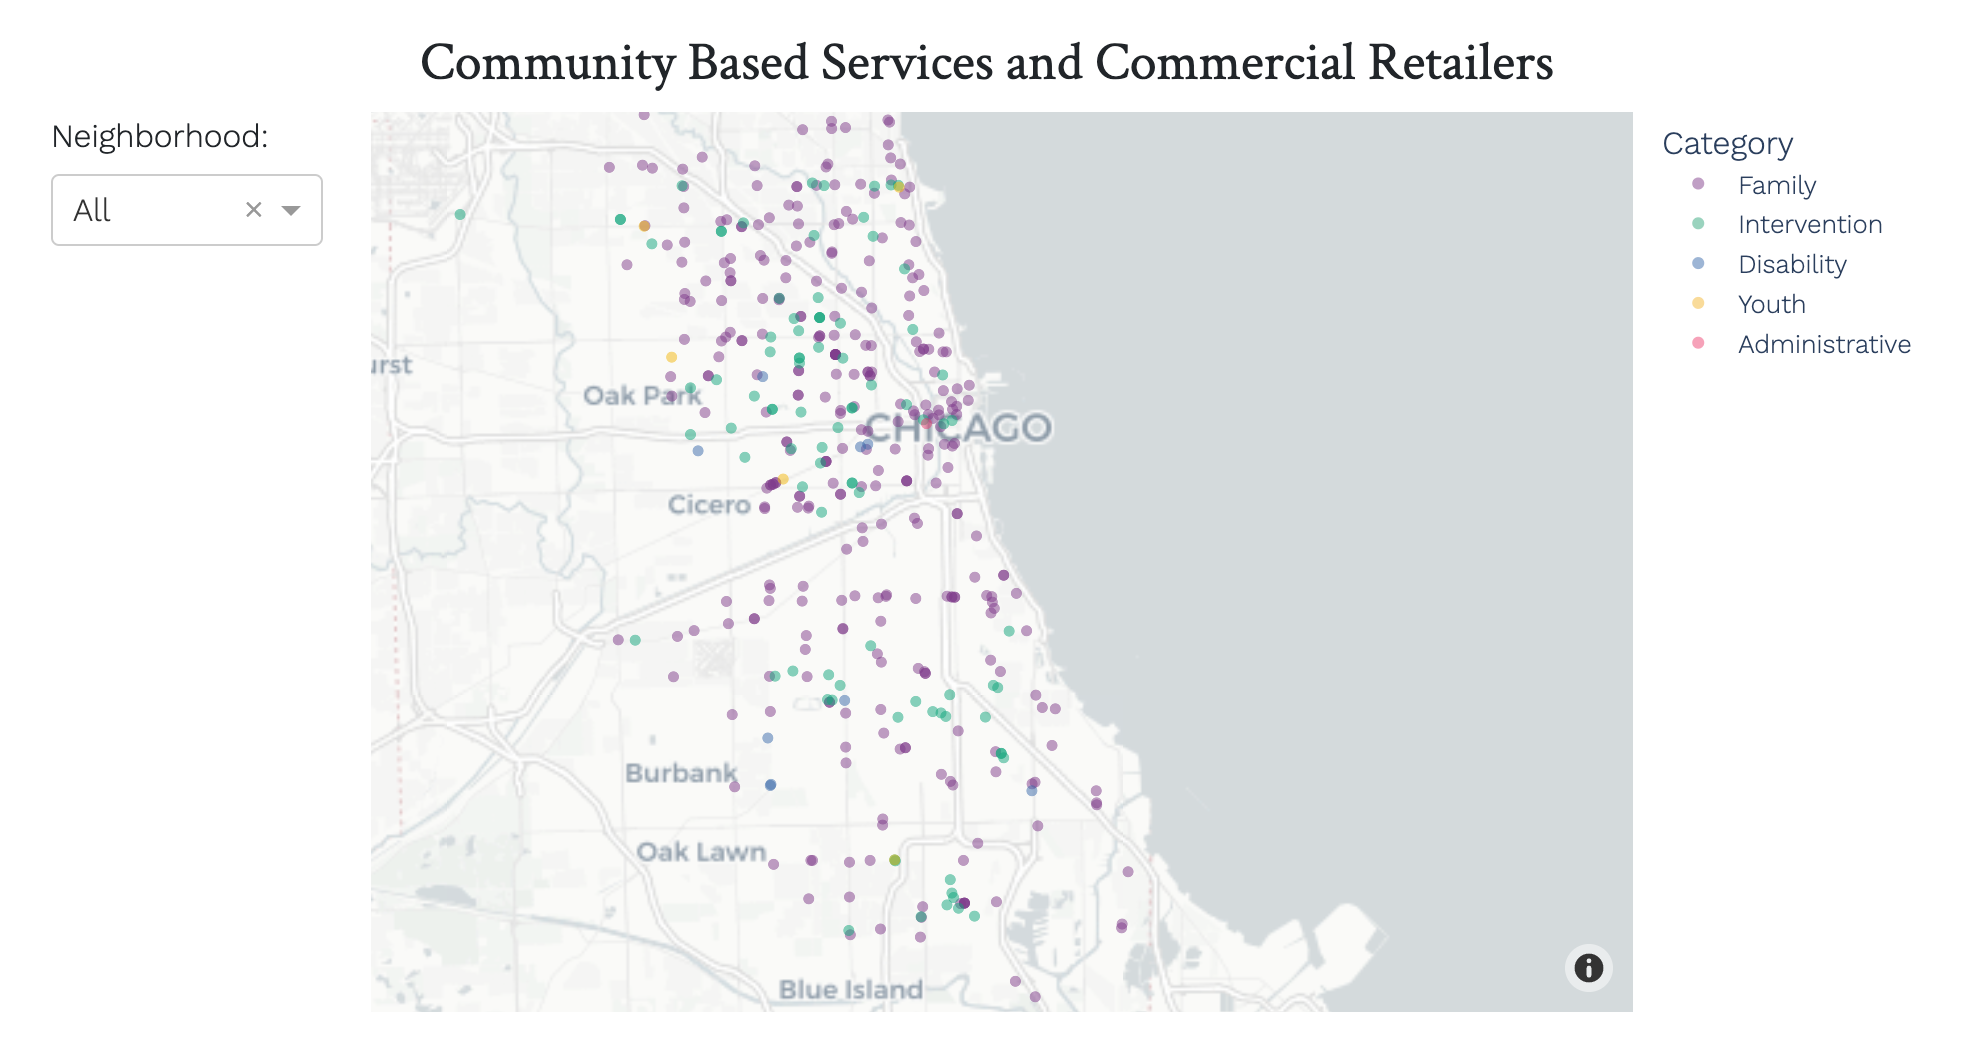 Community Based Services and Commercial Retailers
Neighborhood:
All
Category
Family
Intervention
Disability
Youth
Administrative
urst
Oak Park
CHICAGO
Cicero
Burbank
Oak Lawn
Blue Island